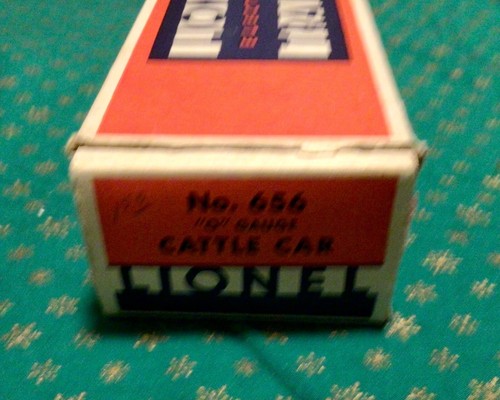 No. 656
"O" GAUGE
CATTLE CAR
LIONEL